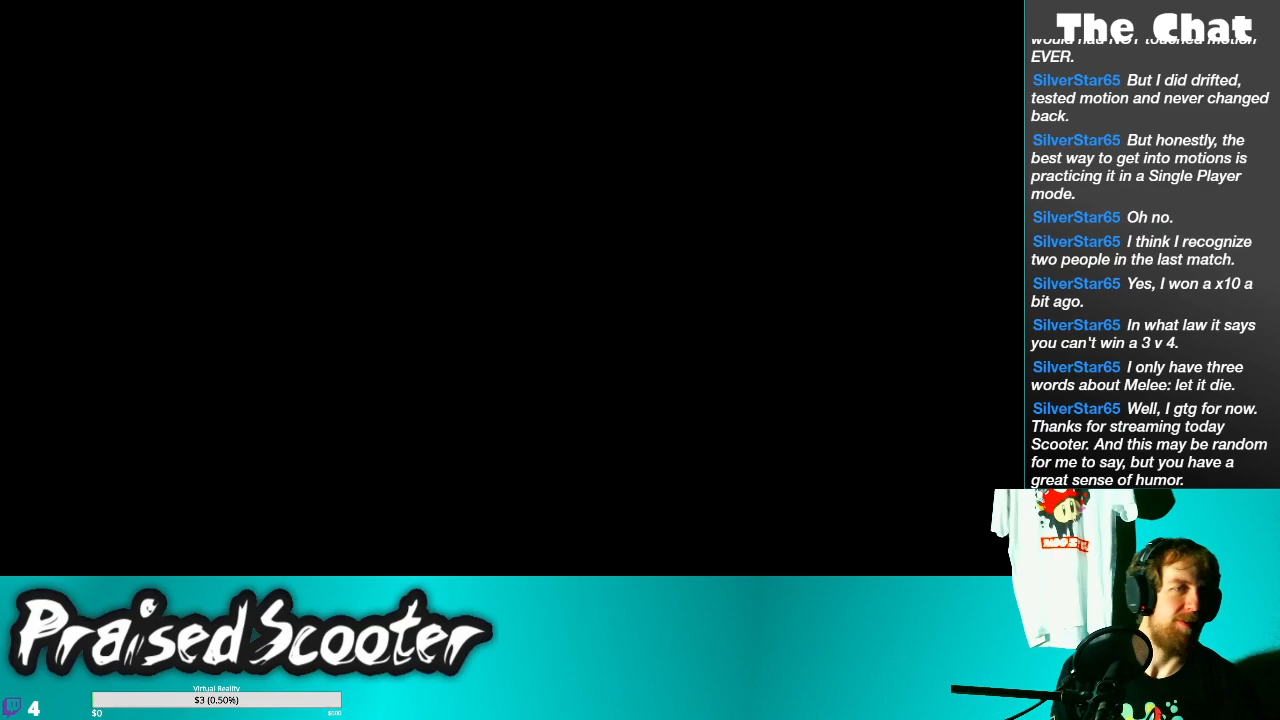 The Chat
would had NOT touched motion
EVER.
SilverStar65 But I did drifted,
tested motion and never changed
back.
SilverStar65 But honestly, the
best way to get into motions is
practicing it in a Single Player
mode.
SilverStar65 Oh no.
SilverStar65 I think I recognize
two people in the last match.
SilverStar65 Yes, I won a x10 a
bit ago.
SilverStar65 In what law it says
you can't win a 3 v 4.
SilverStar65 I only have three
words about Melee: let it die.
SilverStar65 Well, I gtg for now.
Thanks for streaming today
Scooter. And this may be random
for me to say, but you have a
great sense of humor.
PraisedScooter
Virtual Reality
$3 (0.50%)
4
$0